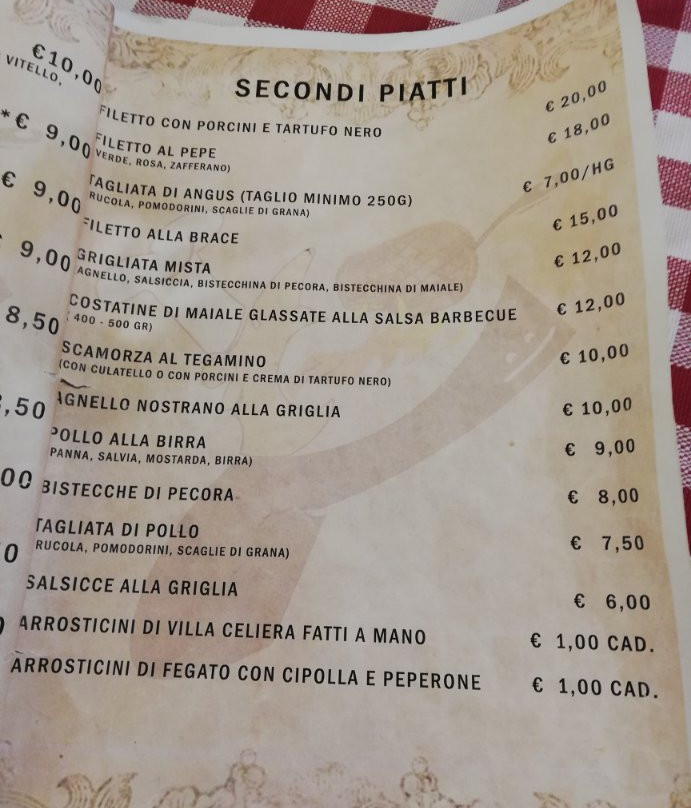 €10,00
VITELLO,
*€ 9,00
€ 9,00
9,00
8,50
,50
00
0
SECONDI PIATTI
FILETTO CON PORCINI E TARTUFO NERO € 20,00
FILETTO AL PEPE € 18,00
VERDE, ROSA, ZAFFERANO)
TAGLIATA DI ANGUS (TAGLIO MINIMO 250G) € 7,00/HG
RUCOLA, POMODORINI, SCAGLIE DI GRANA)
FILETTO ALLA BRACE € 15,00
GRIGLIATA MISTA € 12,00
AGNELLO, SALSICCIA, BISTECCHINA DI PECORA, BISTECCHINA DI MAIALE)
COSTATINE DI MAIALE GLASSATE ALLA SALSA BARBECUE € 12,00
400 - 500 GR)
SCAMORZA AL TEGAMINO € 10,00
(CON CULATELLO O CON PORCINI E CREMA DI TARTUFO NERO)
AGNELLO NOSTRANO ALLA GRIGLIA € 10,00
POLLO ALLA BIRRA € 9,00
PANNA, SALVIA, MOSTARDA, BIRRA)
BISTECCHE DI PECORA € 8,00
TAGLIATA DI POLLO € 7,50
RUCOLA, POMODORINI, SCAGLIE DI GRANA)
SALSICCE ALLA GRIGLIA € 6,00
ARROSTICINI DI VILLA CELIERA FATTI A MANO € 1,00 CAD.
ARROSTICINI DI FEGATO CON CIPOLLA E PEPERONE € 1,00 CAD.